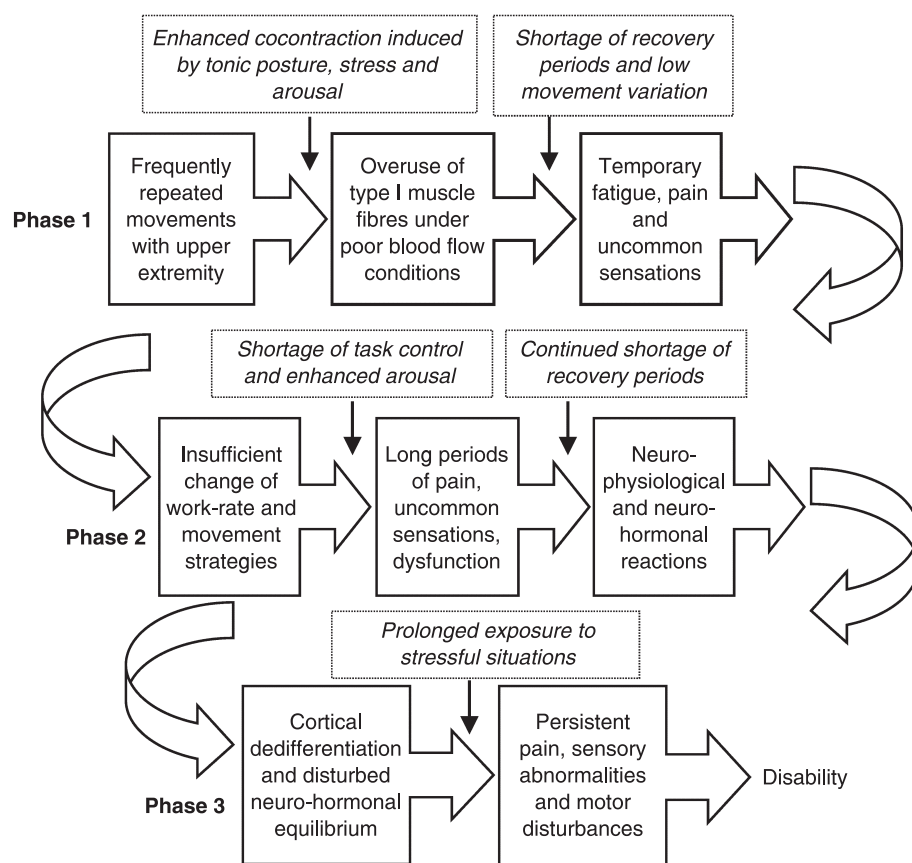 Enhanced cocontraction induced
by tonic posture, stress and
arousal
Shortage of recovery
periods and low
movement variation
Phase 1
Frequently
repeated
movements
with upper
extremity
Overuse of
type I muscle
fibres under
poor blood flow
conditions
Temporary
fatigue, pain
and
uncommon
sensations
Shortage of task control
and enhanced arousal
Continued shortage of
recovery periods
Phase 2
Insufficient
change of
work-rate and
movement
strategies
Long periods
of pain,
uncommon
sensations,
dysfunction
Neuro-
physiological
and neuro-
hormonal
reactions
Prolonged exposure to
stressful situations
Phase 3
Cortical
dedifferentiation
and disturbed
neuro-hormonal
equilibrium
Persistent
pain, sensory
abnormalities
and motor
disturbances
Disability